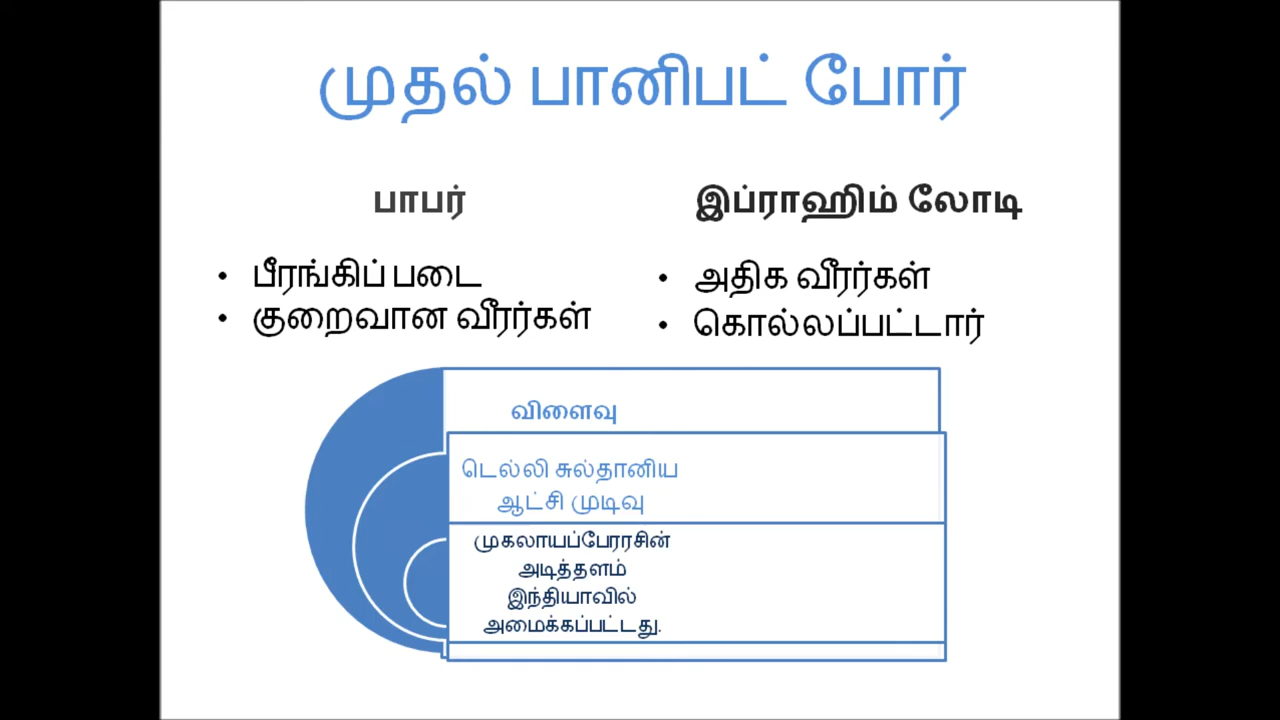 முதல் பானிபட் போர்
பாபர்
• பீரங்கிப் படை
• குறைவான வீரர்கள்
இப்ராஹிம் லோடி
• அதிக வீரர்கள்
• கொல்லப்பட்டார்
விளைவு
டெல்லி சுல்தானிய
ஆட்சி முடிவு
முகலாயப்பேரரசின்
அடித்தளம்
இந்தியாவில்
அமைக்கப்பட்டது.